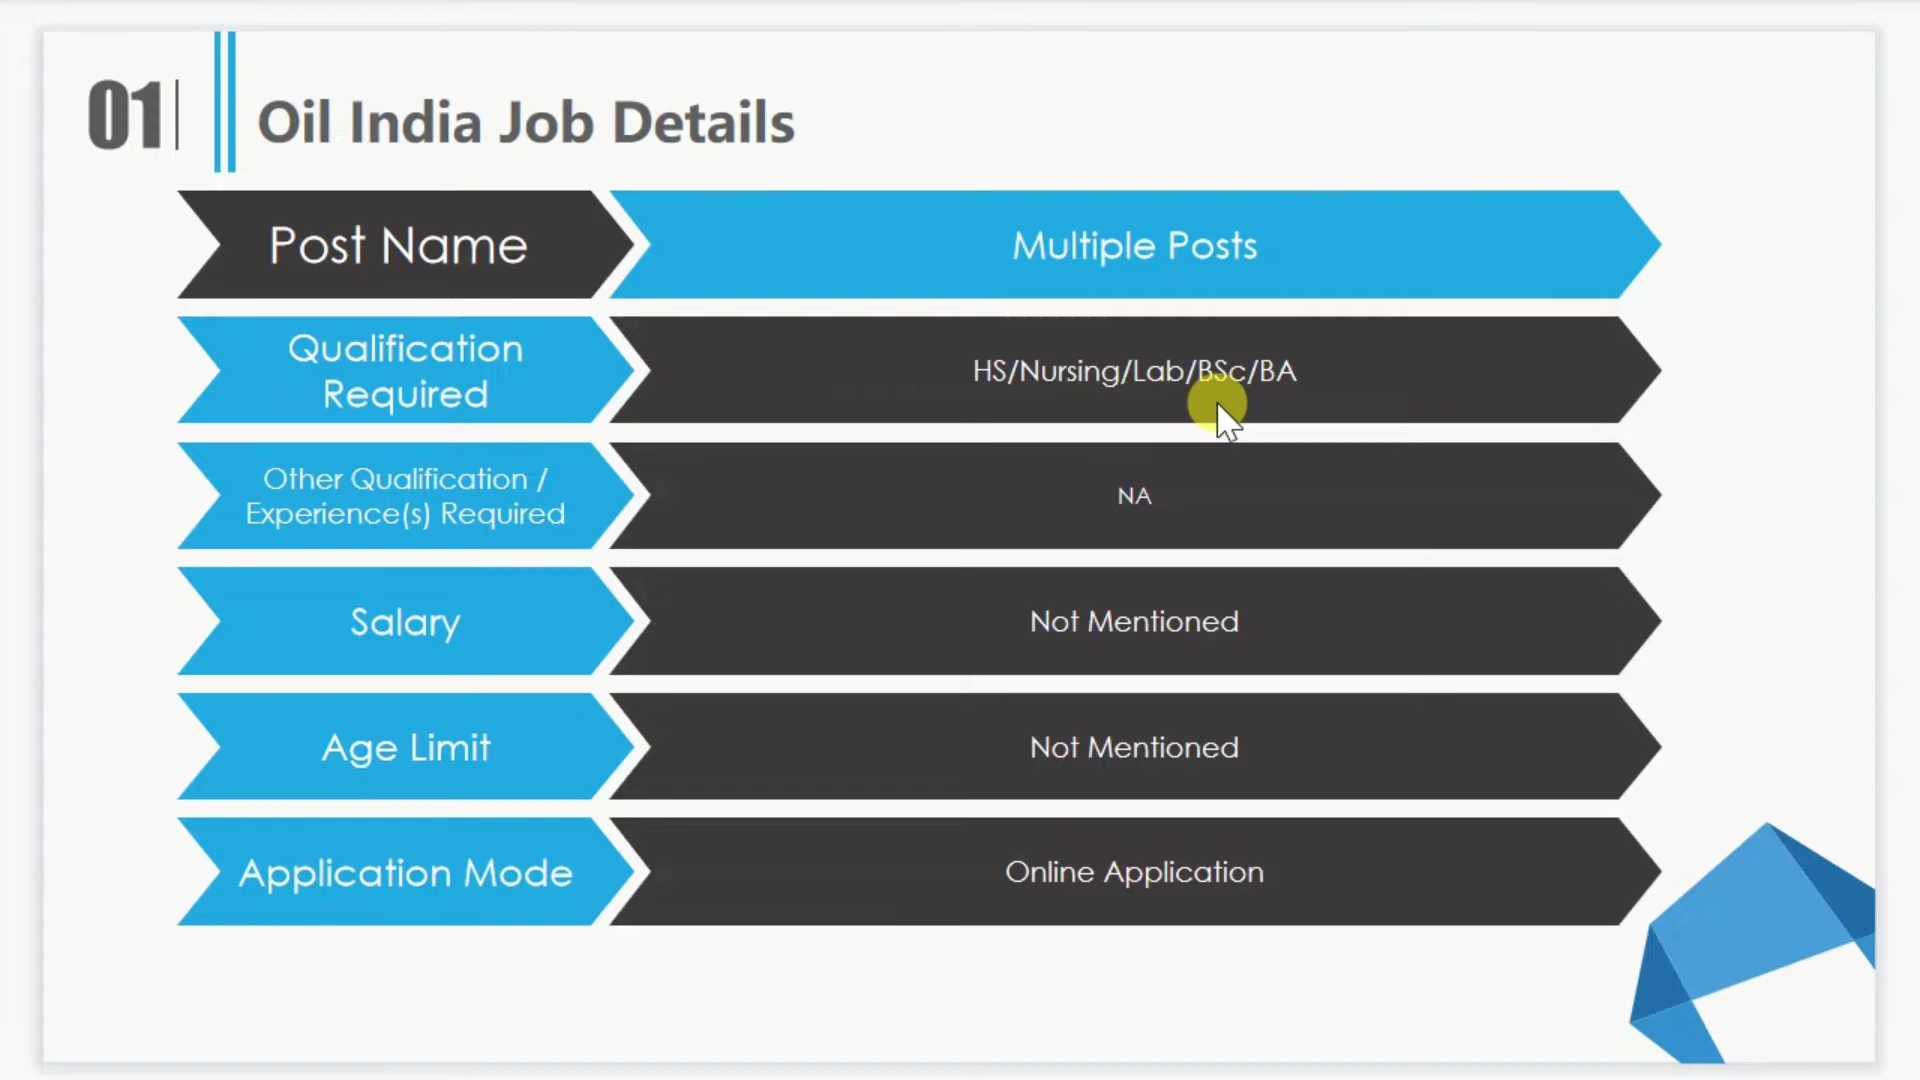 01
Oil India Job Details
Post Name
Multiple Posts
Qualification
Required
HS/Nursing/Lab/BSc/BA
Other Qualification /
Experience(s) Required
NA
Salary
Not Mentioned
Age Limit
Not Mentioned
Application Mode
Online Application